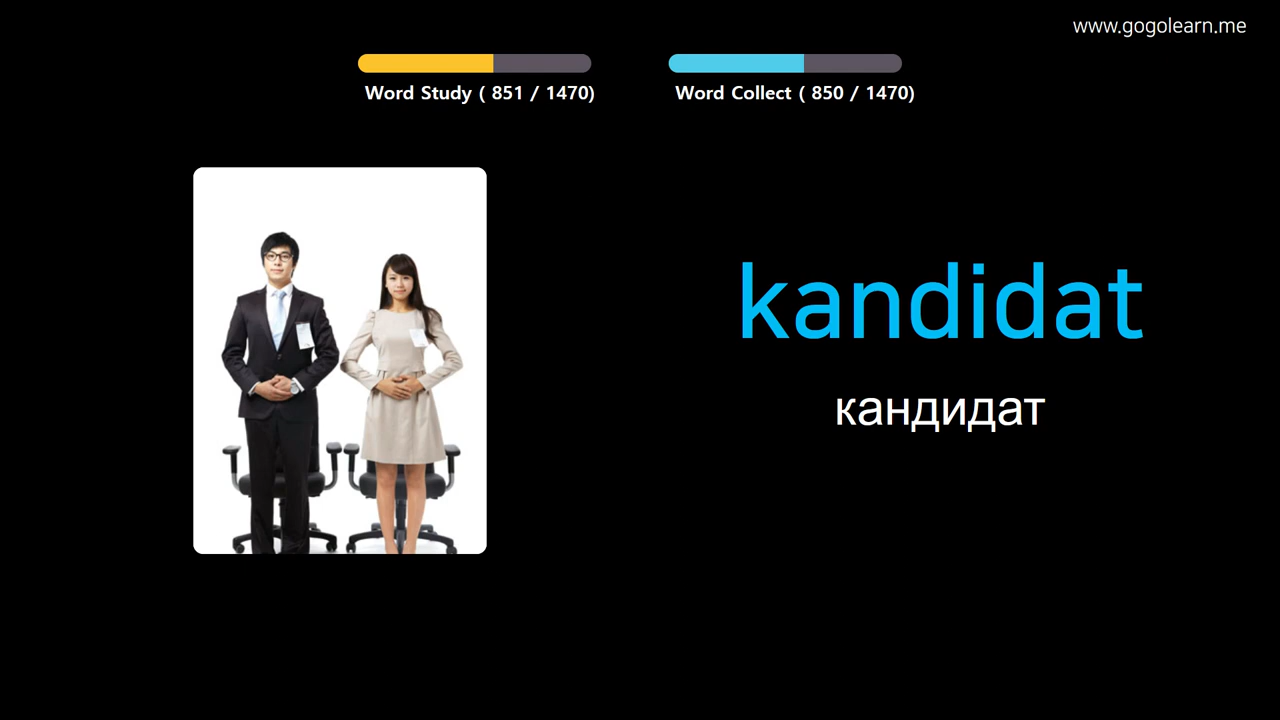 www.gogolearn.me
Word Study ( 851 / 1470)
Word Collect ( 850 / 1470)
kandidat
кандидат